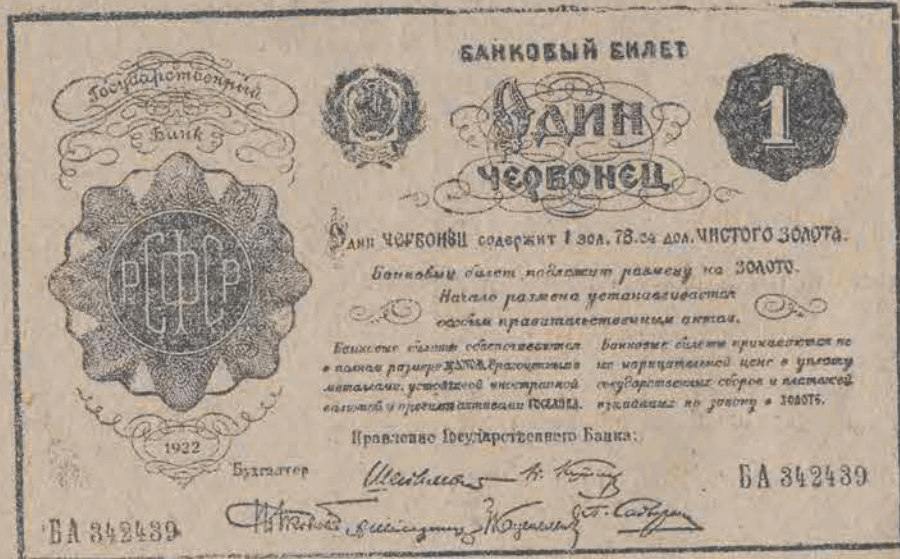 Государственный
Банк
РСФСР
1922
БАНКОВЫЙ БИЛЕТ
ОДИН
ЧЕРВОНЕЦ
1
Один ЧЕРВОНЕЦ содержит 1 зол. 78.24 дол. ЧИСТОГО ЗОЛОТА.
Банковый билет подлежит размену на ЗОЛОТО.
Начало размена устанавливается
особым правительственным актом.
Банковые билеты обеспечиваются
в полном размере драгоценными
металлами, устойчивой иностранной
валютой и прочими активами ГОСБАНКА.
Банковые билеты принимаются по
их нарицательной цене в уплату
государственных сборов и платежей
взимаемых по закону в ЗОЛОТЕ.
Правление Государственного Банка:
Бухгалтер
БА 342439
БА 342439